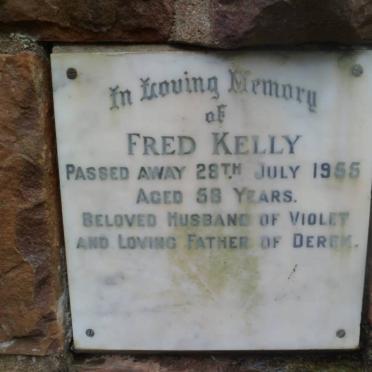 In Loving Memory
of
FRED KELLY
PASSED AWAY 28TH JULY 1955
AGED 58 YEARS.
BELOVED HUSBAND OF VIOLET
AND LOVING FATHER OF DEREK.